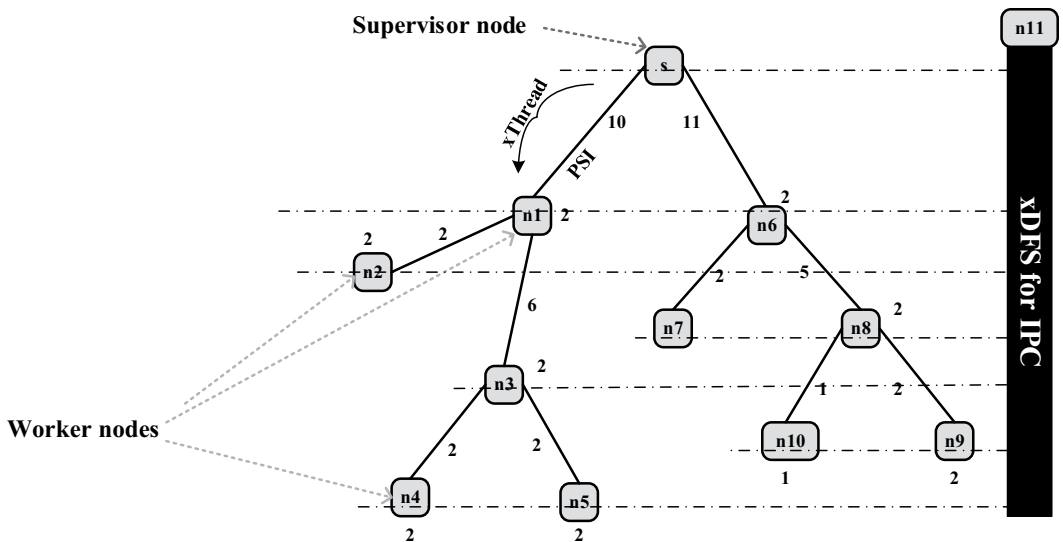 Supervisor node
n11
s
xThread
10
11
PSI
n1
2
2
n6
2
2
n2
2
5
6
n7
2
n8
xDFS for IPC
2
n3
1
2
Worker nodes
2
2
n10
n9
n4
n5
1
2
2
2